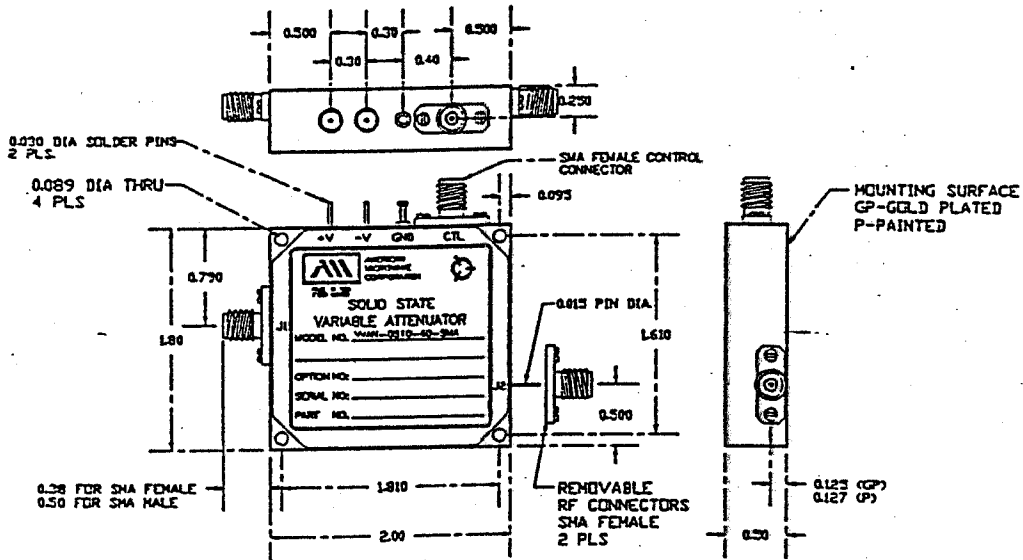 0.500
0.30
0.500
0.30
0.40
0.250
0.030 DIA SOLDER PINS
2 PLS.
SMA FEMALE CONTROL
CONNECTOR
0.089 DIA THRU
4 PLS
0.095
MOUNTING SURFACE
GP-GOLD PLATED
P-PAINTED
+V
-V
GND
CTL
0.790
AMERICAN
MICROWAVE
CORPORATION
SOLID STATE
VARIABLE ATTENUATOR
MODEL NO.
J1
0.015 PIN DIA.
1.80
1.610
OPTION NO:
J2
SERIAL NO:
PART NO.
0.500
0.38 FOR SMA FEMALE
0.50 FOR SMA MALE
1.810
REMOVABLE
RF CONNECTORS
SMA FEMALE
2 PLS
0.125 (GP)
0.127 (P)
2.00
0.50